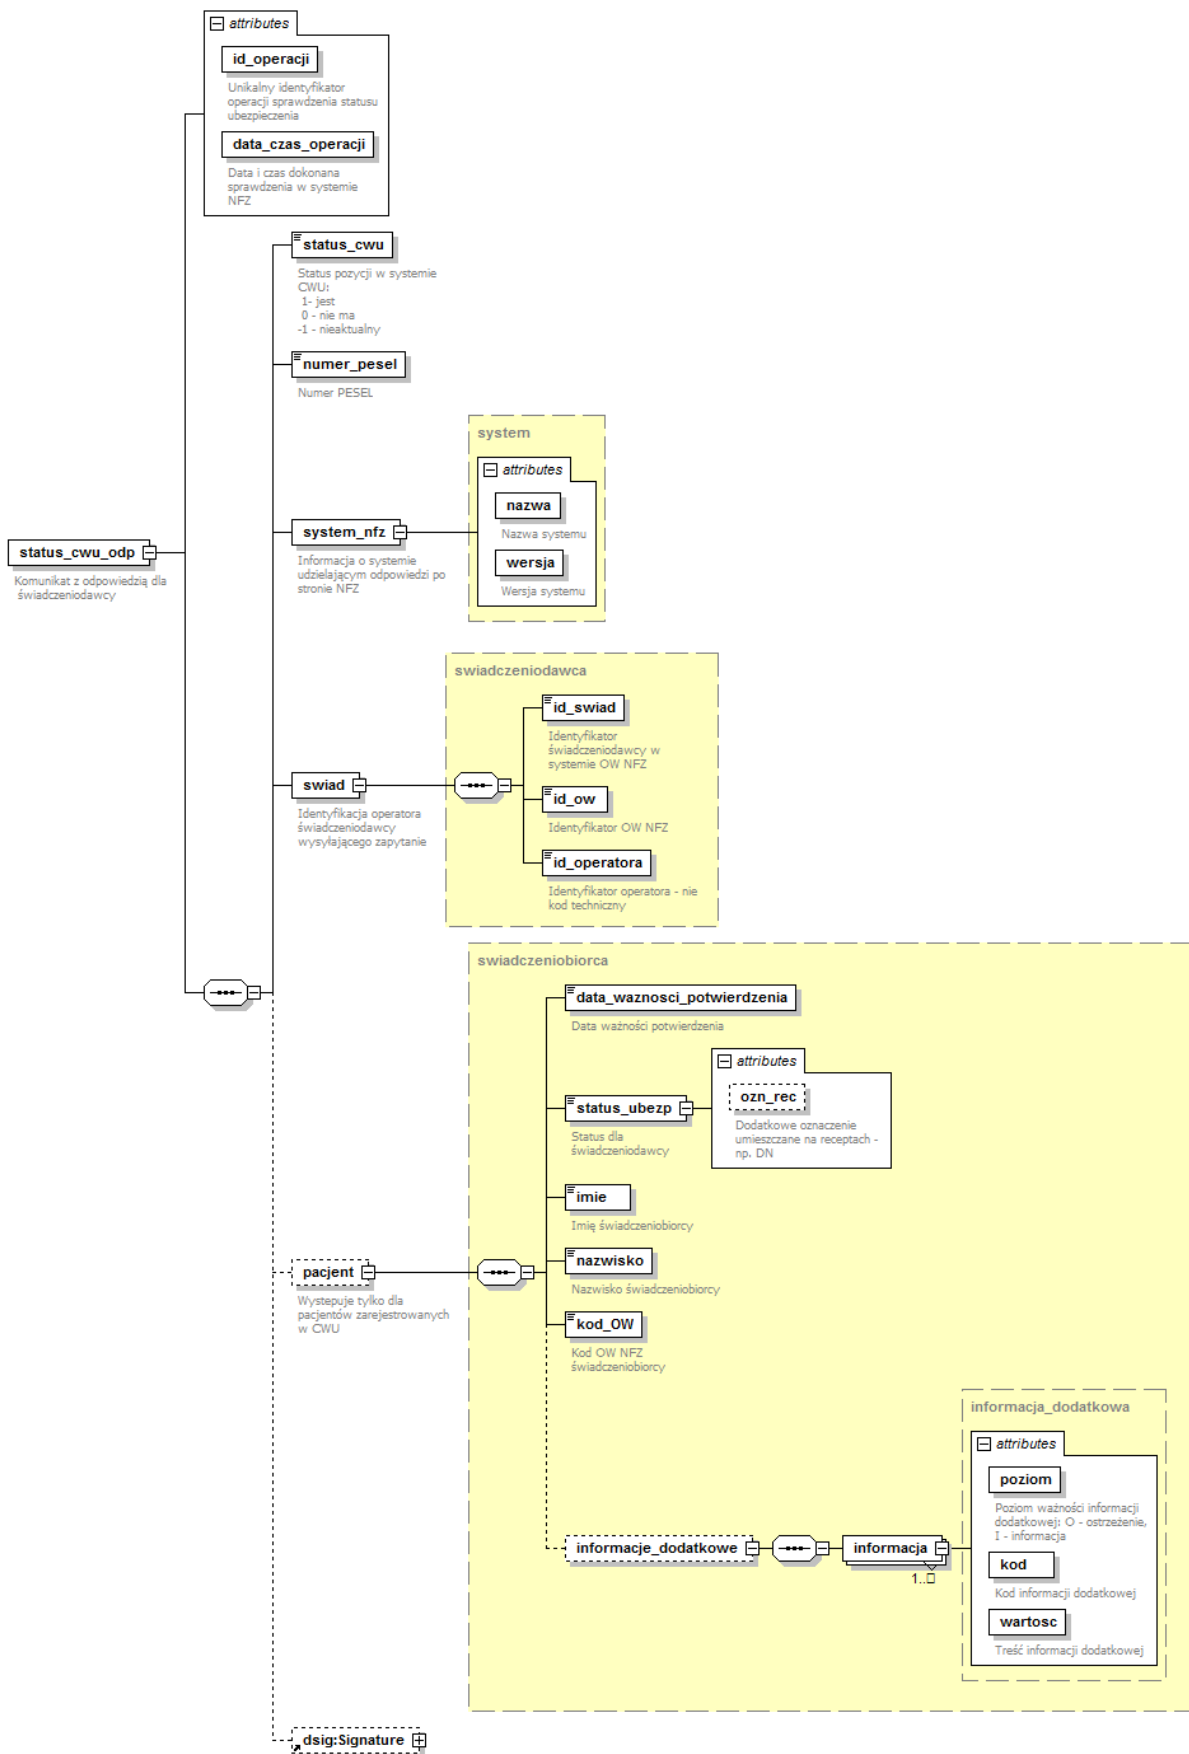 attributes
id_operacji
Unikalny identyfikator
operacji sprawdzenia statusu
ubezpieczenia
data_czas_operacji
Data i czas dokonana
sprawdzenia w systemie
NFZ
status_cwu
Status pozycji w systemie
CWU:
1- jest
0 - nie ma
-1 - nieaktualny
numer_pesel
Numer PESEL
system
attributes
nazwa
Nazwa systemu
wersja
Wersja systemu
system_nfz
Informacja o systemie
udzielającym odpowiedzi po
stronie NFZ
status_cwu_odp
Komunikat z odpowiedzią dla
świadczeniodawcy
swiadczeniodawca
id_swiad
Identyfikator
świadczeniodawcy w
systemie OW NFZ
swiad
Identyfikacja operatora
świadczeniodawcy
wysyłającego zapytanie
id_ow
Identyfikator OW NFZ
id_operatora
Identyfikator operatora - nie
kod techniczny
swiadczeniobiorca
data_waznosci_potwierdzenia
Data ważności potwierdzenia
status_ubezp
Status dla
świadczeniodawcy
attributes
ozn_rec
Dodatkowe oznaczenie
umieszczane na receptach -
np. DN
imie
Imię świadczeniobiorcy
nazwisko
Nazwisko świadczeniobiorcy
pacjent
Wystepuje tylko dla
pacjentów zarejestrowanych
w CWU
kod_OW
Kod OW NFZ
świadczeniobiorcy
informacja_dodatkowa
attributes
poziom
Poziom ważności informacji
dodatkowej: O - ostrzeżenie,
I - informacja
informacje_dodatkowe
informacja
1..
kod
Kod informacji dodatkowej
wartosc
Treść informacji dodatkowej
dsig:Signature